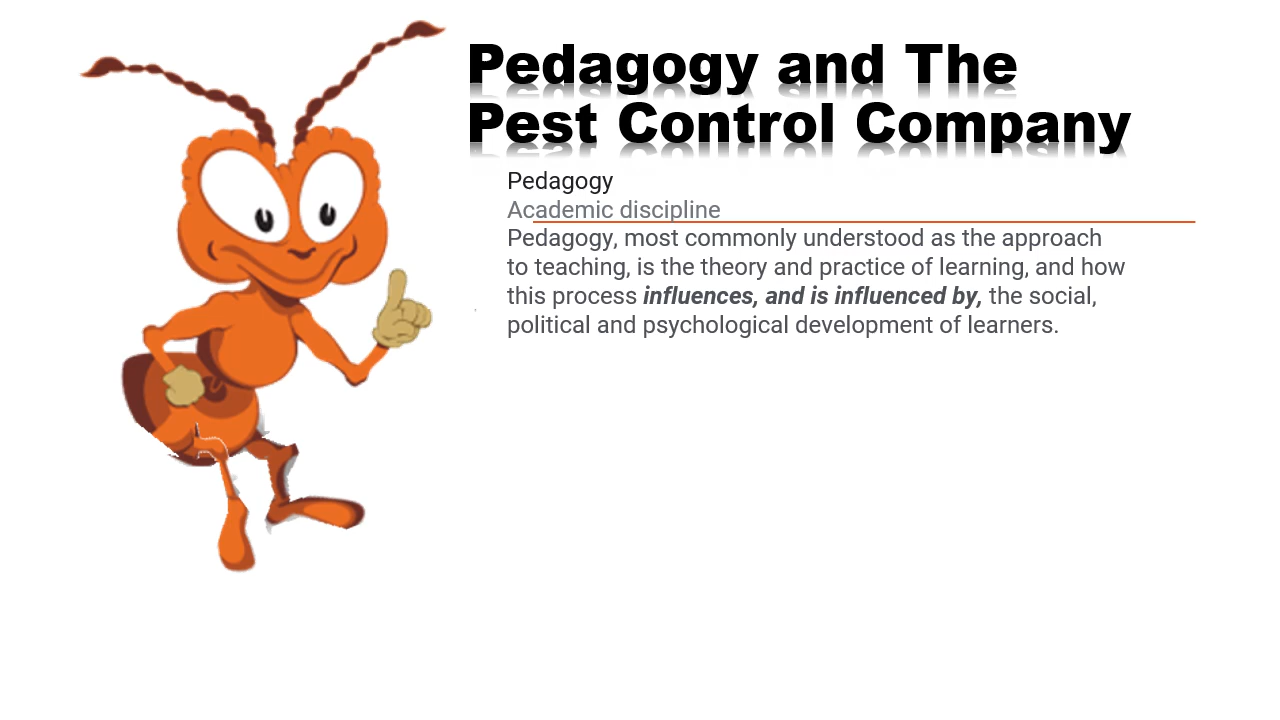 Pedagogy and The
Pest Control Company
Pedagogy
Academic discipline
Pedagogy, most commonly understood as the approach
to teaching, is the theory and practice of learning, and how
this process influences, and is influenced by, the social,
political and psychological development of learners.